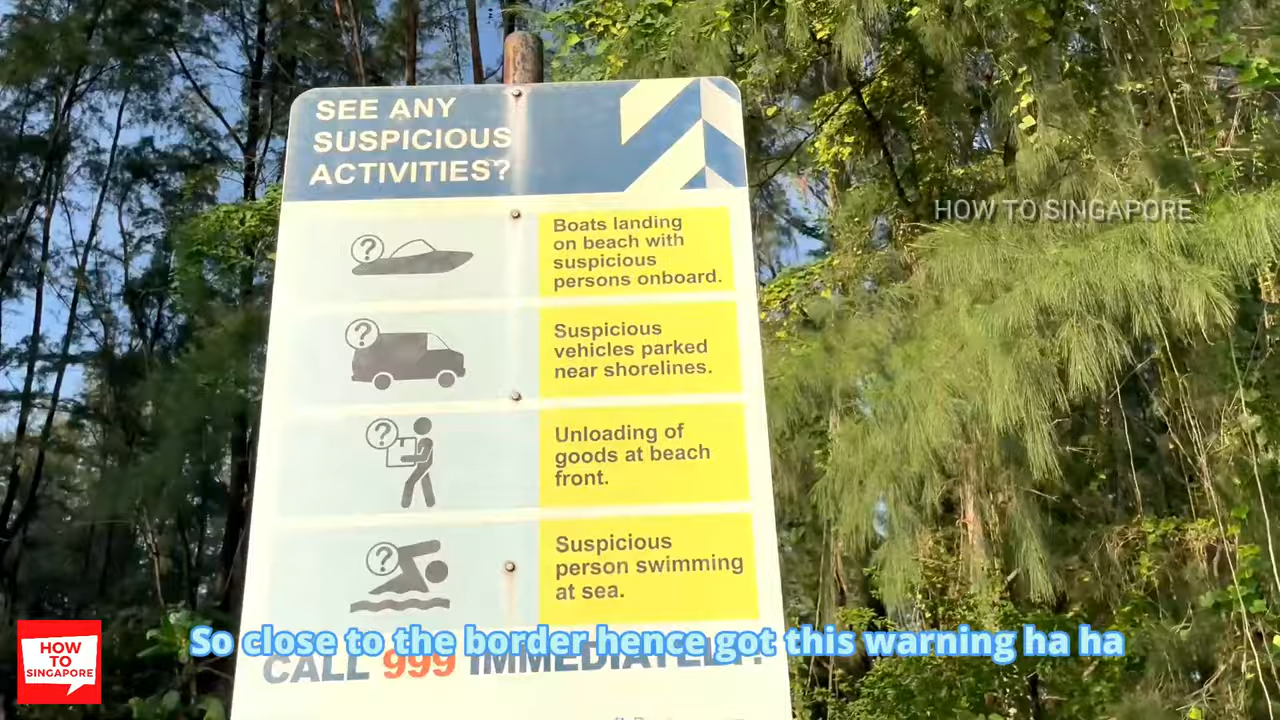 SEE ANY
SUSPICIOUS
ACTIVITIES?
HOW TO SINGAPORE
?
Boats landing
on beach with
suspicious
persons onboard.
?
Suspicious
vehicles parked
near shorelines.
?
Unloading of
goods at beach
front.
?
Suspicious
person swimming
at sea.
So close to the border hence got this warning ha ha
CALL 999 IMMEDIATELY!
HOW
TO
SINGAPORE